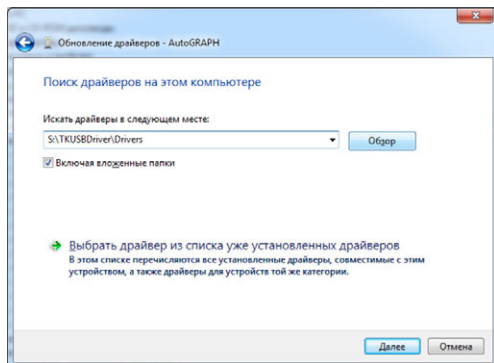 Обновление драйверов - AutoGRAPH
Поиск драйверов на этом компьютере
Искать драйверы в следующем месте:
S:\TKUSBDriver\Drivers
Обзор
Включая вложенные папки
Выбрать драйвер из списка уже установленных драйверов
В этом списке перечисляются все установленные драйверы, совместимые с этим
устройством, а также драйверы для устройств той же категории.
Далее
Отмена